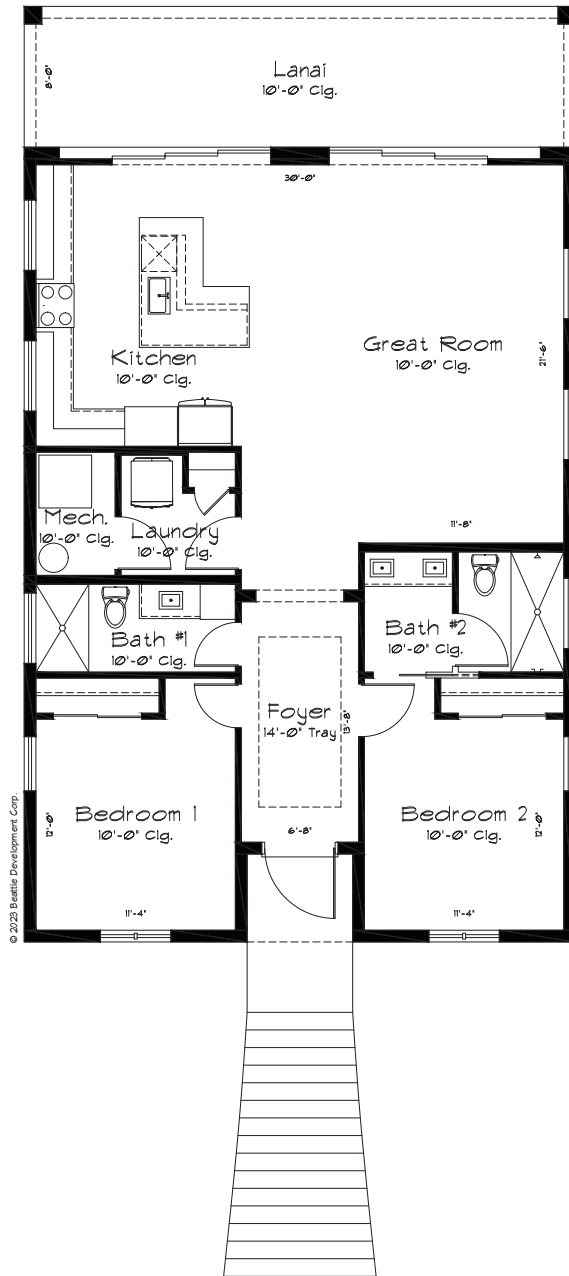 Lanai
10'-0" Clg.
8'-0"
30'-0"
Kitchen
10'-0" Clg.
Great Room
10'-0" Clg.
21'-6"
Mech.
10'-0" Clg.
Laundry
10'-0" Clg.
11'-8"
Bath #1
10'-0" Clg.
Bath #2
10'-0" Clg.
Foyer
14'-0" Tray
13'-8"
6'-8"
Bedroom 1
10'-0" Clg.
12'-0"
11'-4"
Bedroom 2
10'-0" Clg.
12'-0"
11'-4"
© 2023 Beattie Development Corp.